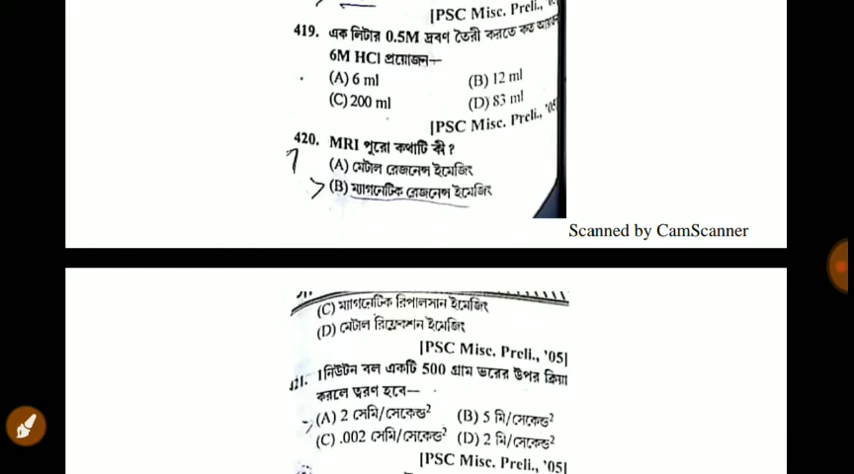 [PSC Misc. Preli.,
419. এক লিটার 0.5M দ্রবণ তৈরী করতে কত
6M HCl প্রয়োজন—
(A) 6 ml (B) 12 ml
(C) 200 ml (D) 83 ml
[PSC Misc. Preli., '05
420. MRI পুরো কথাটি কী ?
(A) মেটাল রেজনেন্স ইমেজিং
(B) ম্যাগনেটিক রেজনেন্স ইমেজিং
Scanned by CamScanner
(C) ম্যাগনেটিক রিপালসান ইমেজিং
(D) মেটাল ইমেজিং
[PSC Misc. Preli., '05]
421. 1নিউটন বল একটি 500 গ্রাম ভরের উপর ক্রিয়া
করলে ত্বরণ হবে—
(A) 2 সেমি/সেকেন্ড² (B) 5 মি/সেকেন্ড²
(C) .002 সেমি/সেকেন্ড² (D) 2 মি/সেকেন্ড²
[PSC Misc. Preli., '05]